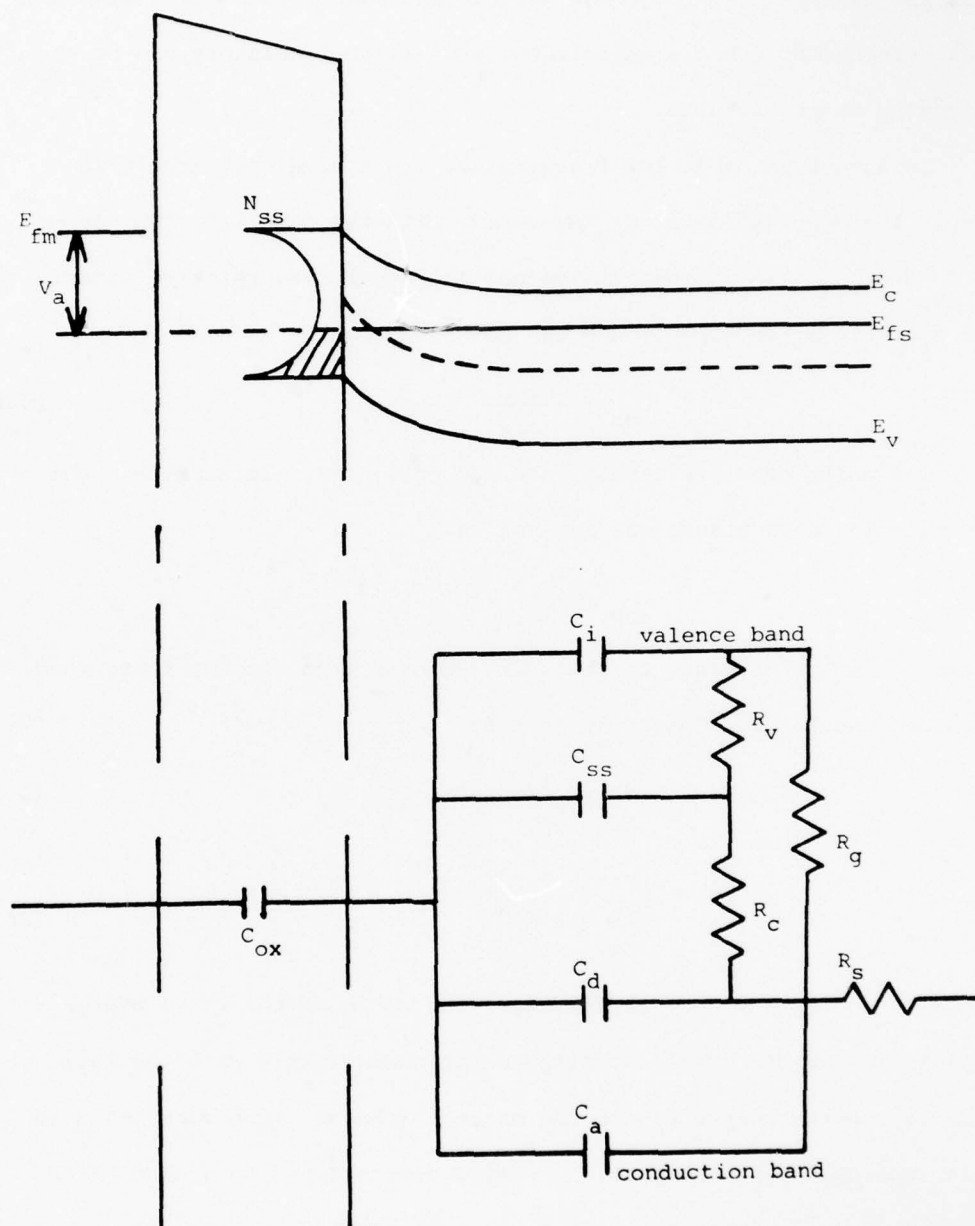 N_ss
E_fm
V_a
E_c
E_fs
E_v
C_i
valence band
R_v
C_ss
R_g
R_c
C_ox
C_d
R_s
C_a
conduction band